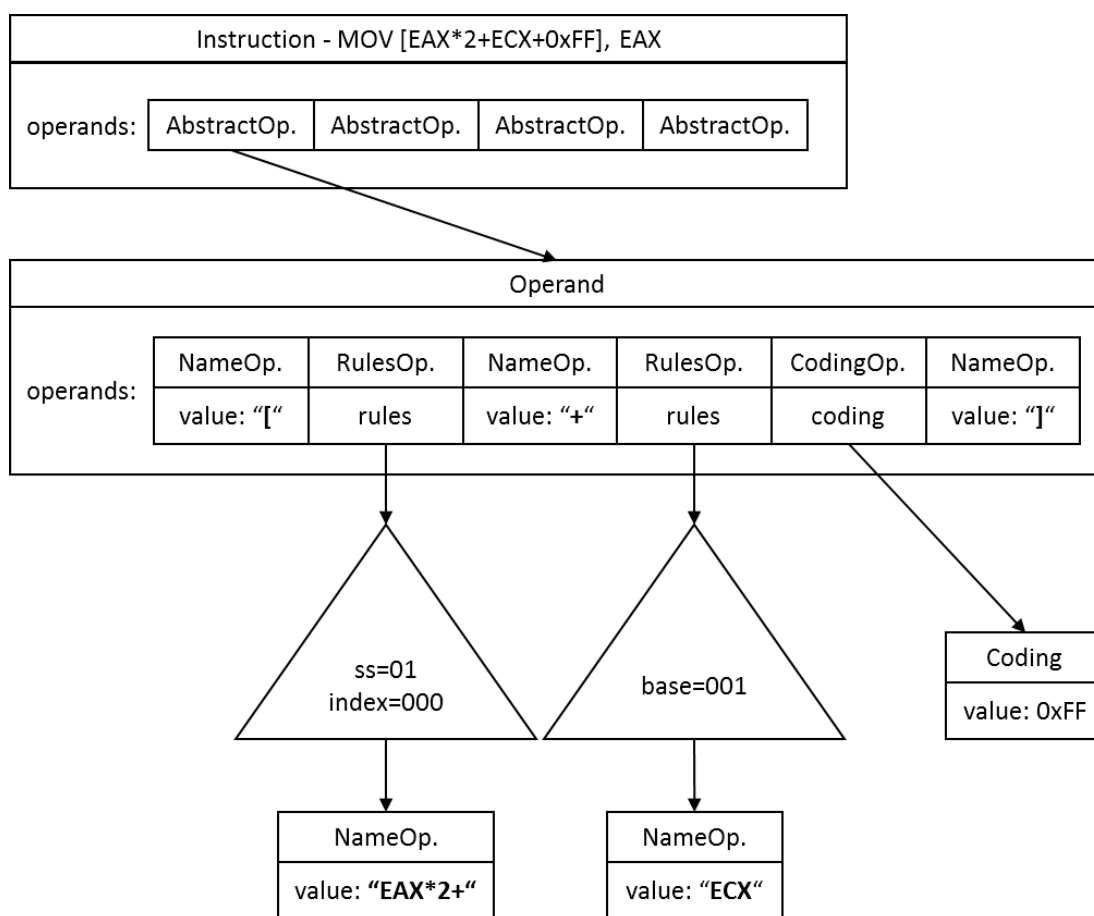 Instruction - MOV [EAX*2+ECX+0xFF], EAX
operands: AbstractOp. AbstractOp. AbstractOp. AbstractOp.
Operand
NameOp. RulesOp. NameOp. RulesOp. CodingOp. NameOp.
operands:
value: “[“ rules value: “+“ rules coding value: “]“
ss=01
index=000
base=001
Coding
value: 0xFF
NameOp. NameOp.
value: “EAX*2+“ value: “ECX“